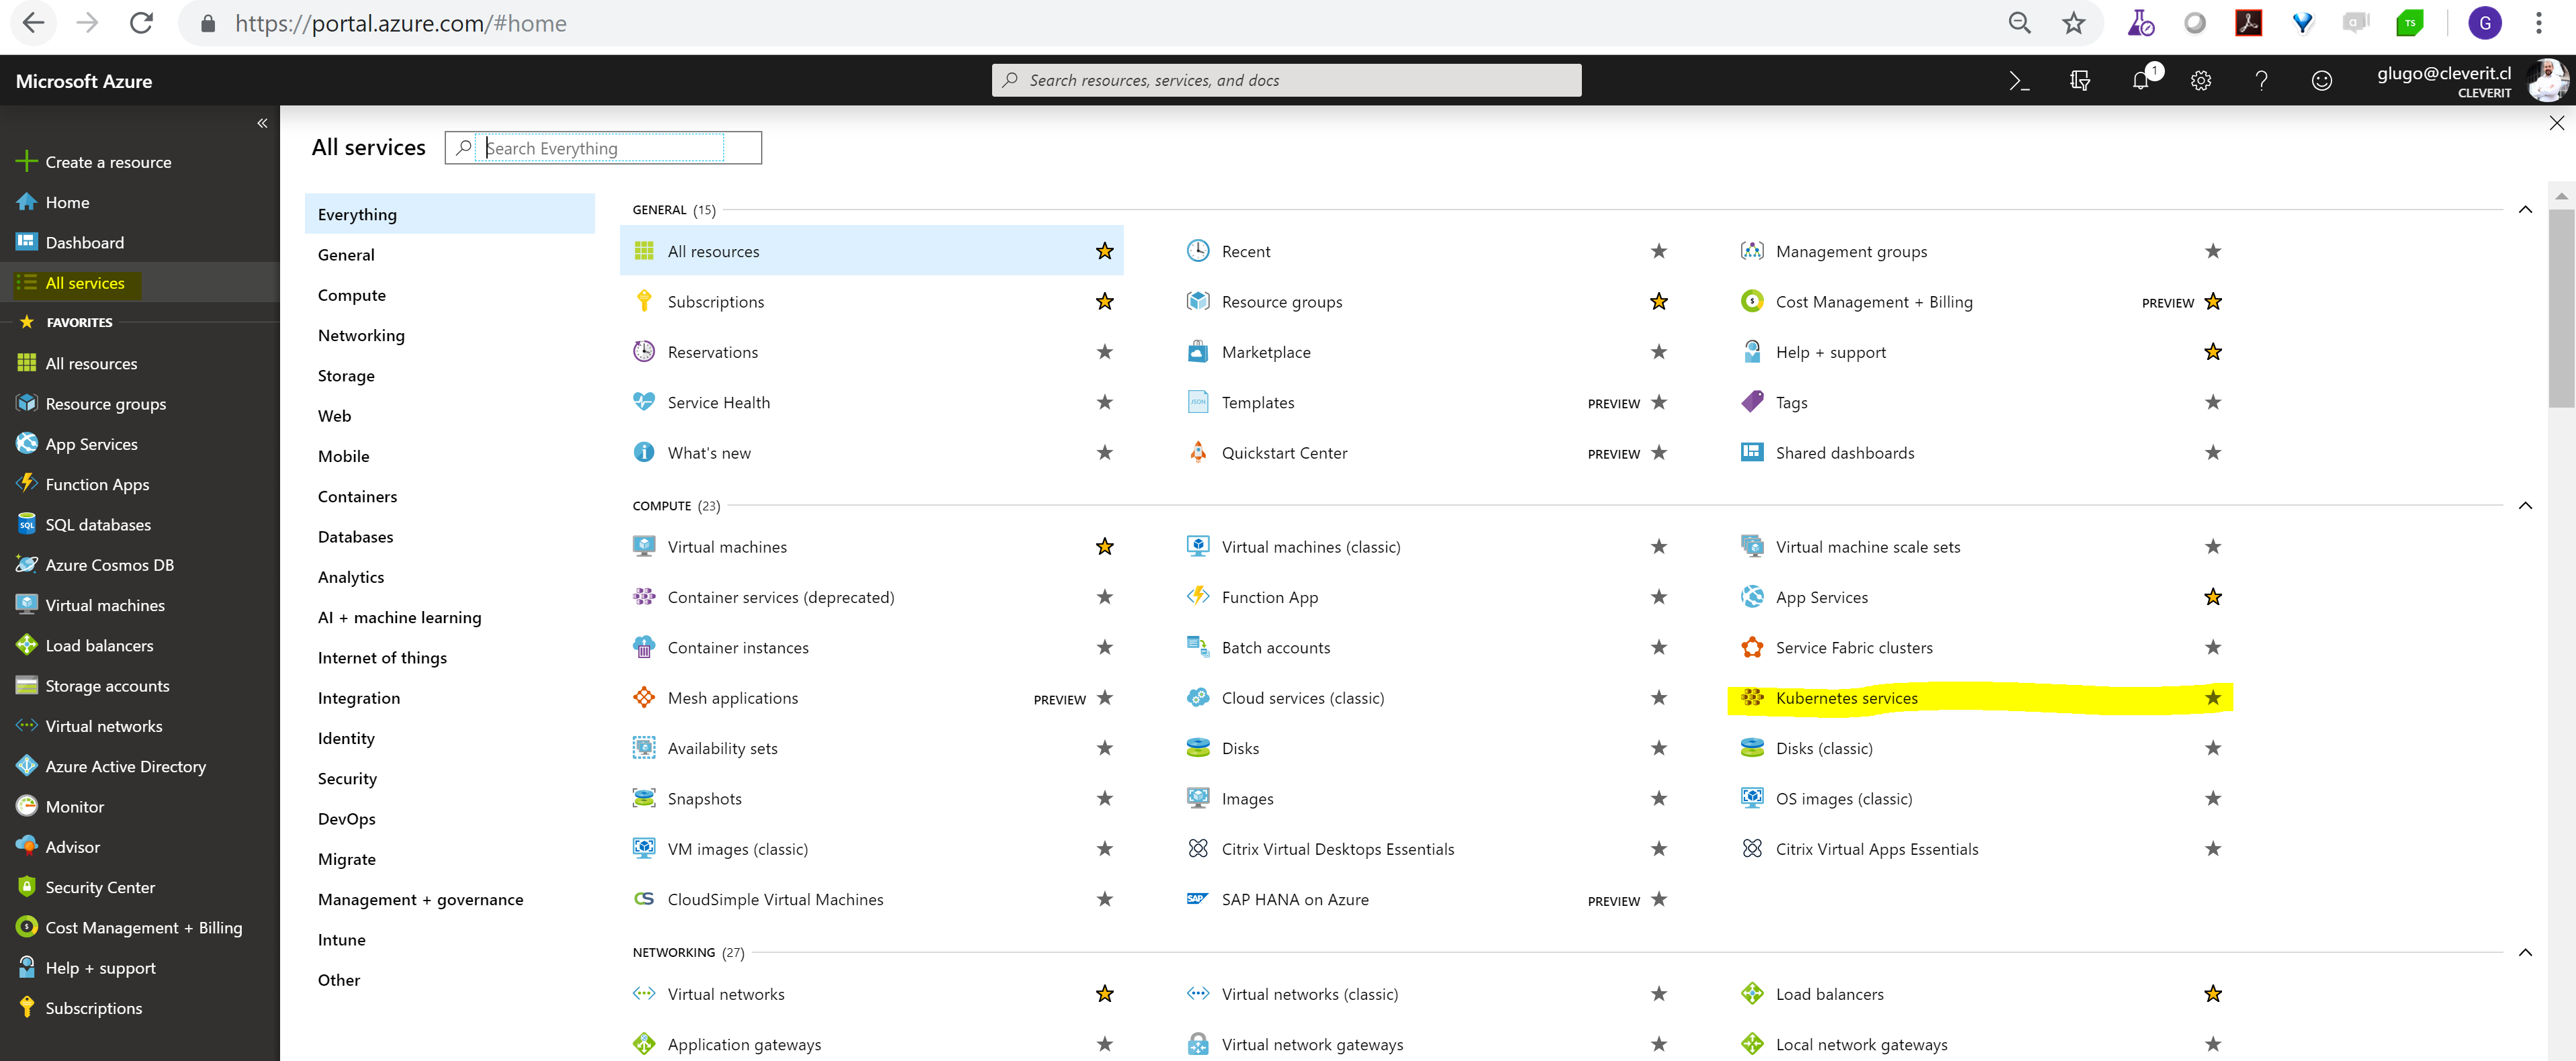 https://portal.azure.com/#home
TS
G
Microsoft Azure
Search resources, services, and docs
1
glugo@cleverit.cl
CLEVERIT
«
Create a resource
Home
Dashboard
All services
FAVORITES
All resources
Resource groups
App Services
Function Apps
SQL databases
Azure Cosmos DB
Virtual machines
Load balancers
Storage accounts
Virtual networks
Azure Active Directory
Monitor
Advisor
Security Center
Cost Management + Billing
Help + support
Subscriptions
All services
Search Everything
Everything
General
Compute
Networking
Storage
Web
Mobile
Containers
Databases
Analytics
AI + machine learning
Internet of things
Integration
Identity
Security
DevOps
Migrate
Management + governance
Intune
Other
GENERAL (15)
All resources
Recent
Management groups
Subscriptions
Resource groups
Cost Management + Billing PREVIEW
Reservations
Marketplace
Help + support
Service Health
Templates PREVIEW
Tags
What's new
Quickstart Center PREVIEW
Shared dashboards
COMPUTE (23)
Virtual machines
Virtual machines (classic)
Virtual machine scale sets
Container services (deprecated)
Function App
App Services
Container instances
Batch accounts
Service Fabric clusters
Mesh applications PREVIEW
Cloud services (classic)
Kubernetes services
Availability sets
Disks
Disks (classic)
Snapshots
Images
OS images (classic)
VM images (classic)
Citrix Virtual Desktops Essentials
Citrix Virtual Apps Essentials
CS CloudSimple Virtual Machines
SAP SAP HANA on Azure PREVIEW
NETWORKING (27)
Virtual networks
Virtual networks (classic)
Load balancers
Application gateways
Virtual network gateways
Local network gateways